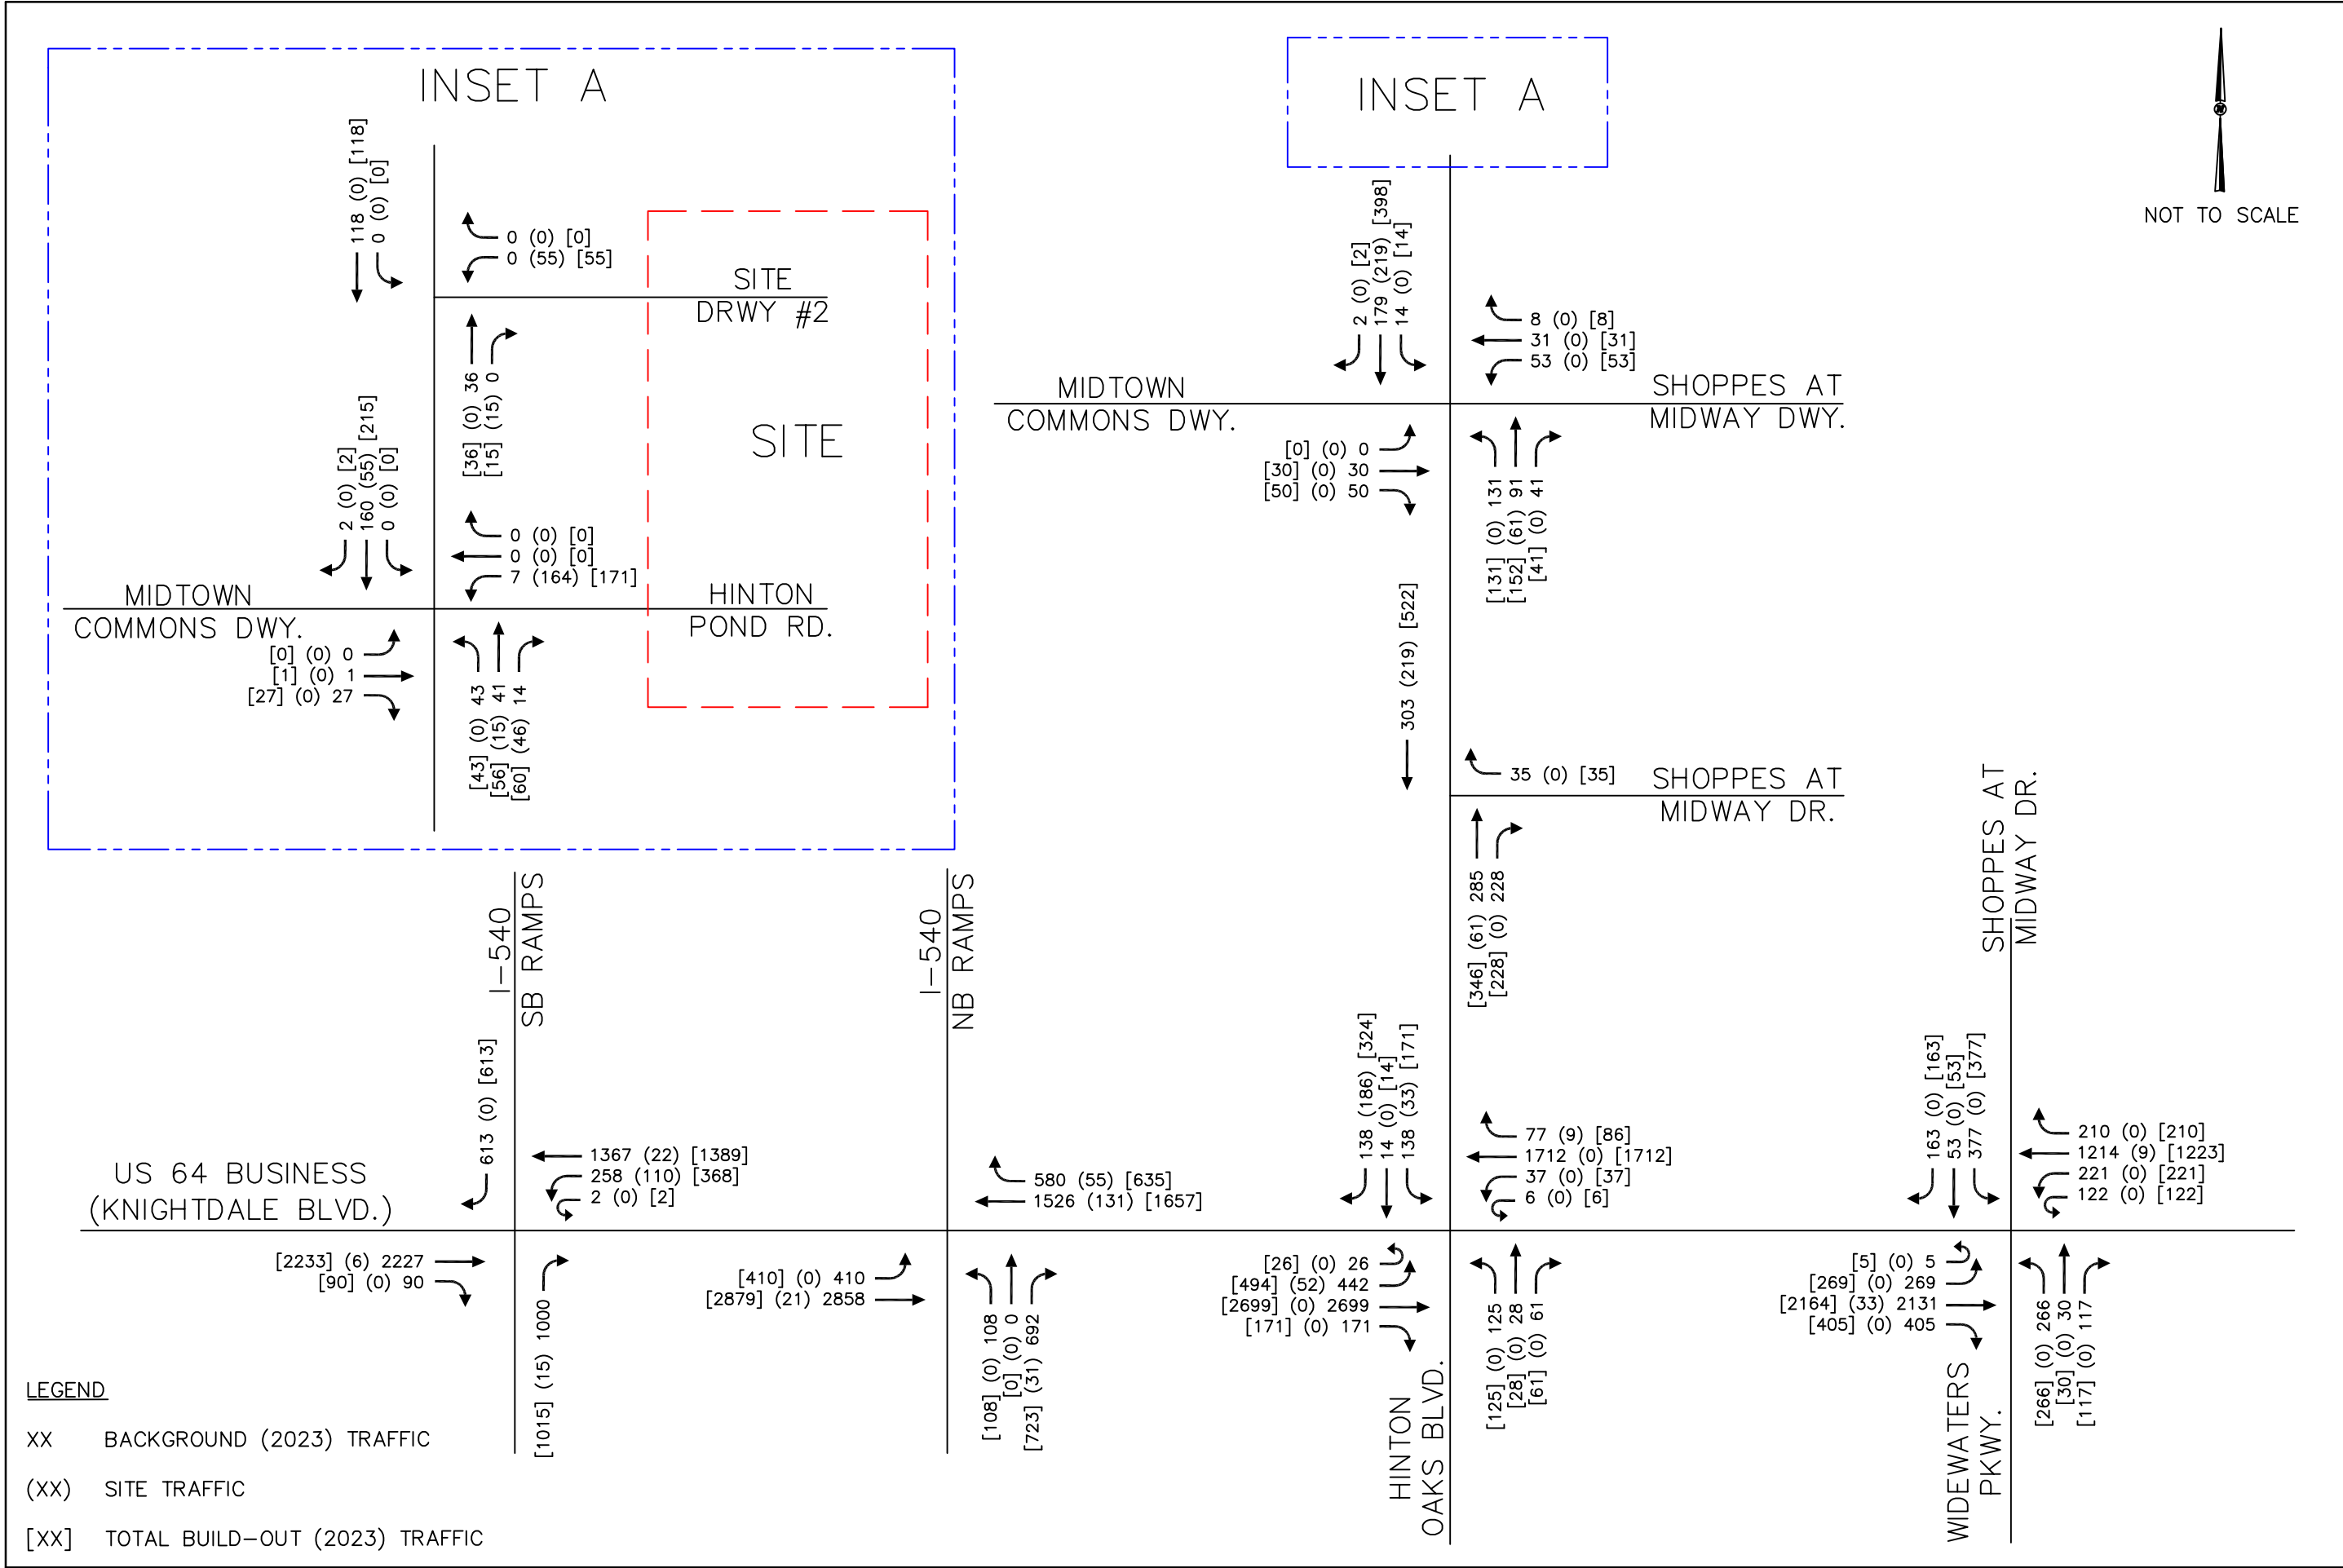 INSET A
118 (0) [118]
0 (0) [0]
0 (0) [0]
0 (55) [55]
SITE
DRWY #2
[36] (0) 36
[15] (15) 0
SITE
2 (0) [2]
160 (55) [215]
0 (0) [0]
0 (0) [0]
0 (0) [0]
7 (164) [171]
MIDTOWN
COMMONS DWY.
HINTON
POND RD.
[0] (0) 0
[1] (0) 1
[27] (0) 27
[43] (0) 43
[56] (15) 41
[60] (46) 14
INSET A
NOT TO SCALE
2 (0) [2]
179 (219) [398]
14 (0) [14]
8 (0) [8]
31 (0) [31]
53 (0) [53]
MIDTOWN
COMMONS DWY.
SHOPPES AT
MIDWAY DWY.
[0] (0) 0
[30] (0) 30
[50] (0) 50
[131] (0) 131
[152] (61) 91
[41] (0) 41
303 (219) [522]
35 (0) [35]
SHOPPES AT
MIDWAY DR.
[346] (61) 285
[228] (0) 228
I-540
SB RAMPS
613 (0) [613]
1367 (22) [1389]
258 (110) [368]
2 (0) [2]
US 64 BUSINESS
(KNIGHTDALE BLVD.)
[2233] (6) 2227
[90] (0) 90
[1015] (15) 1000
I-540
NB RAMPS
580 (55) [635]
1526 (131) [1657]
[410] (0) 410
[2879] (21) 2858
[108] (0) 108
[0] (0) 0
[723] (31) 692
138 (186) [324]
14 (0) [14]
138 (33) [171]
77 (9) [86]
1712 (0) [1712]
37 (0) [37]
6 (0) [6]
[26] (0) 26
[494] (52) 442
[2699] (0) 2699
[171] (0) 171
[125] (0) 125
[28] (0) 28
[61] (0) 61
HINTON
OAKS BLVD.
SHOPPES AT
MIDWAY DR.
163 (0) [163]
53 (0) [53]
377 (0) [377]
210 (0) [210]
1214 (9) [1223]
221 (0) [221]
122 (0) [122]
[5] (0) 5
[269] (0) 269
[2164] (33) 2131
[405] (0) 405
[266] (0) 266
[30] (0) 30
[117] (0) 117
WIDEWATERS
PKWY.
LEGEND
XX BACKGROUND (2023) TRAFFIC
(XX) SITE TRAFFIC
[XX] TOTAL BUILD-OUT (2023) TRAFFIC